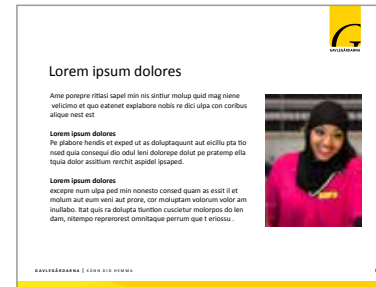 GAVLEGÅRDARNA
Lorem ipsum dolores
Ame porepre ritiasi sapel min nis sintiur molup quid mag niene
velicimo et quo eatenet explabore nobis re dici ulpa con coribus
alique nest est
Lorem ipsum dolores
Pe plabore hendis et exped ut as doluptaquunt aut eicillu pta tio
nsed quia consequi dio odul leni dolorepe dolut pe pratemp ella
tquia dolor assitium rerchit aspidel ipsaped.
Lorem ipsum dolores
excepre num ulpa ped min nonesto consed quam as essit il et
molum aut eum veni aut prore, cor moluptam volorum volor am
inullabo. Itat quis ra dolupta tiuntion cuscietur molorpos do len
dam, nitempo reprerorest omnitaque perrum que t eriossu .
GAVLEGÅRDARNA | KÄNN DIG HEMMA